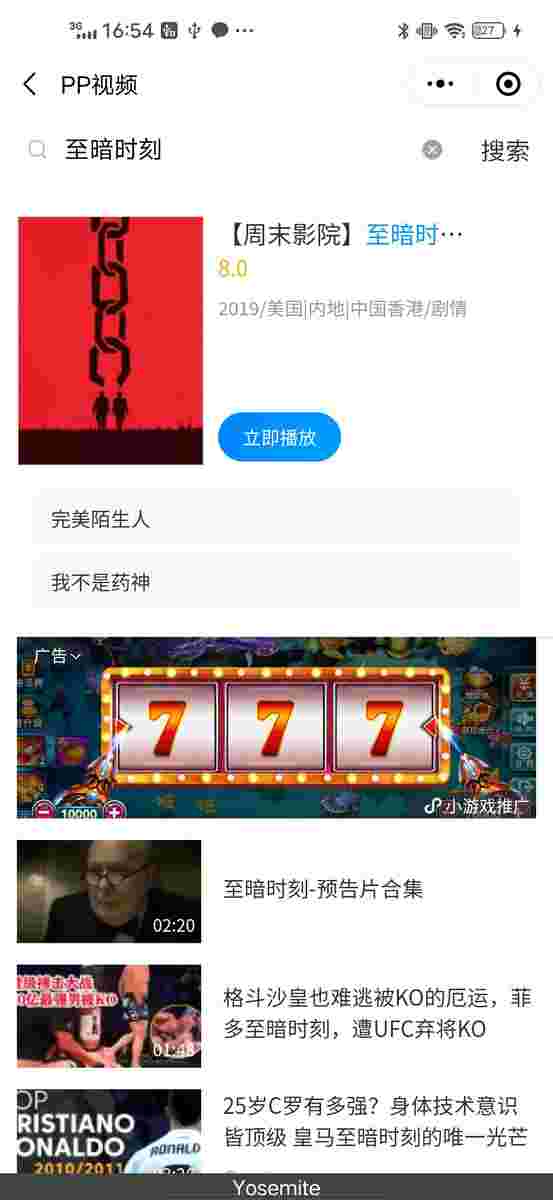 3G 16:54 27
PP视频
至暗时刻 搜索
【周末影院】至暗时…
8.0
2019/美国|内地|中国香港/剧情
立即播放
完美陌生人
我不是药神
广告
7 7 7
10000
小游戏推广
02:20
至暗时刻-预告片合集
01:48
格斗沙皇也难逃被KO的厄运，菲
多至暗时刻，遭UFC弃将KO
OP
RISTIANO
ONALDO
2010/2011
RONALD
25岁C罗有多强？身体技术意识
皆顶级 皇马至暗时刻的唯一光芒
Yosemite